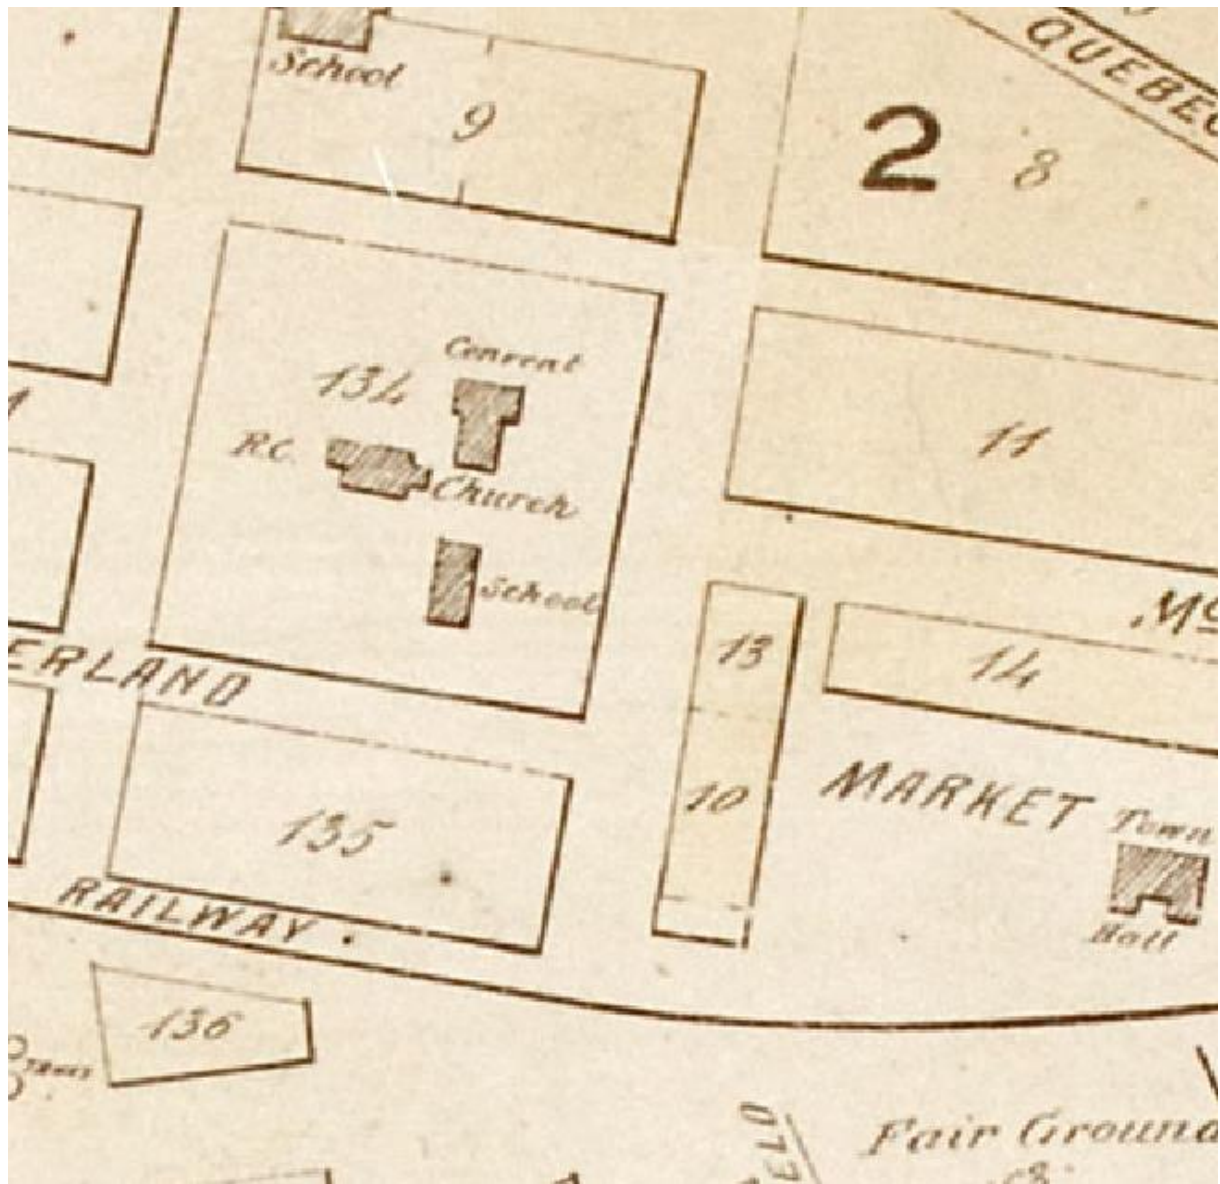 QUEBEC
School
9
2
8
Convent
134
R.C.
Church
School
11
Mc
13
14
ERLAND
10
MARKET
Town
Hall
135
RAILWAY
136
Fair Ground